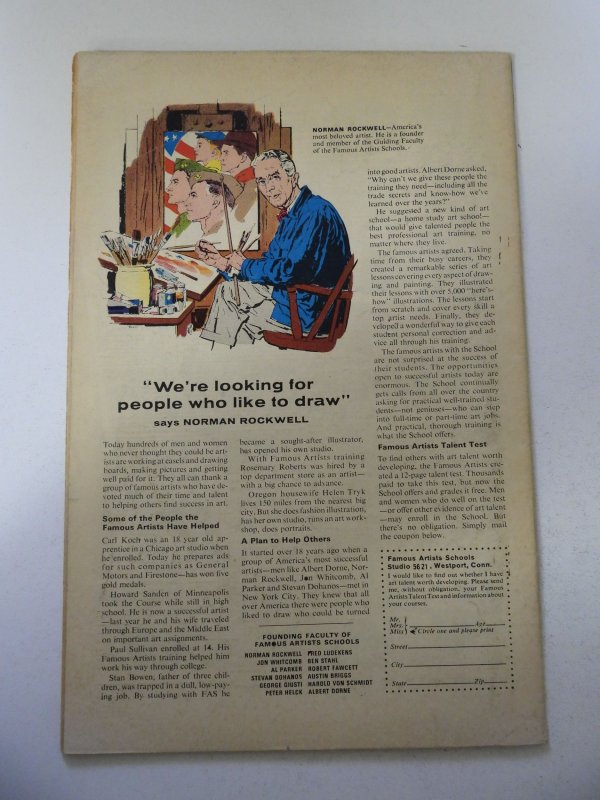 NORMAN ROCKWELL—America's
most beloved artist. He is a founder
and member of the Guiding Faculty
of the Famous Artists Schools.
"We're looking for
people who like to draw"
says NORMAN ROCKWELL
Today hundreds of men and women
who never thought they could be art-
ists are working at easels and drawing
boards, making pictures and getting
well paid for it. They all can thank a
group of famous artists who have de-
voted much of their time and talent
to helping others find success in art.
Some of the People the
Famous Artists Have Helped
Carl Koch was an 18 year old ap-
prentice in a Chicago art studio when
he enrolled. Today he prepares ads
for such companies as General
Motors and Firestone—has won five
gold medals.
Howard Sanden of Minneapolis
took the Course while still in high
school. He is now a successful artist
—last year he and his wife traveled
through Europe and the Middle East
on important art assignments.
Paul Sullivan enrolled at 14. His
Famous Artists training helped him
work his way through college.
Stan Bowen, father of three chil-
dren, was trapped in a dull, low-pay-
ing job. By studying with FAS he
became a sought-after illustrator,
has opened his own studio.
With Famous Artists training
Rosemary Roberts was hired by a
top department store as an artist—
with a big chance to advance.
Oregon housewife Helen Tryk
lives 150 miles from the nearest big
city. But she does fashion illustration,
has her own studio, runs an art work-
shop, does portraits.
A Plan to Help Others
It started over 18 years ago when a
group of America's most successful
artists—men like Albert Dorne, Nor-
man Rockwell, Jon Whitcomb, Al
Parker and Stevan Dohanos—met in
New York City. They knew that all
over America there were people who
liked to draw who could be turned
FOUNDING FACULTY OF
FAMOUS ARTISTS SCHOOLS
NORMAN ROCKWELL FRED LUDEKENS
JON WHITCOMB BEN STAHL
AL PARKER ROBERT FAWCETT
STEVAN DOHANOS AUSTIN BRIGGS
GEORGE GIUSTI HAROLD VON SCHMIDT
PETER HELCK ALBERT DORNE
into good artists. Albert Dorne asked,
"Why can't we give these people the
training they need—including all the
trade secrets and know-how we've
learned over the years?"
He suggested a new kind of art
school—a home study art school—
that would give talented people the
best professional art training, no
matter where they live.
The famous artists agreed. Taking
time from their busy careers, they
created a remarkable series of art
lessons covering every aspect of draw-
ing and painting. They illustrated
their lessons with over 5,000 "here's-
how" illustrations. The lessons start
from scratch and cover every skill a
top artist needs. Finally, they de-
veloped a wonderful way to give each
student personal correction and ad-
vice all through his training.
The famous artists with the School
are not surprised at the success of
their students. The opportunities
open to successful artists today are
enormous. The School continually
gets calls from all over the country
asking for practical well-trained stu-
dents—not geniuses—who can step
into full-time or part-time art jobs.
And practical, thorough training is
what the School offers.
Famous Artists Talent Test
To find others with art talent worth
developing, the Famous Artists cre-
ated a 12-page talent test. Thousands
paid to take this test, but now the
School offers and grades it free. Men
and women who do well on the test
—or offer other evidence of art talent
—may enroll in the School. But
there's no obligation. Simply mail
the coupon below.
Famous Artists Schools
Studio 5621, Westport, Conn.
I would like to find out whether I have
art talent worth developing. Please send
me, without obligation, your Famous
Artists Talent Test and information about
your courses.
Mr.
Mrs. Age
Miss Circle one and please print
Street
City
State Zip